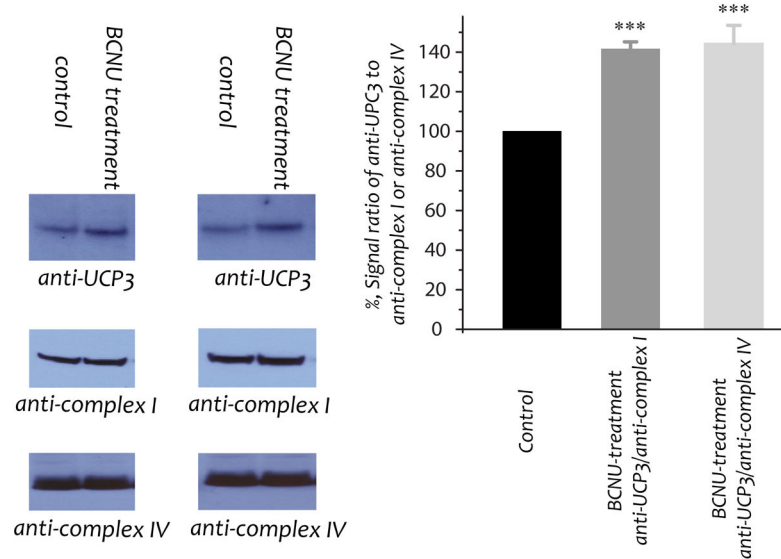 control
BCNU treatment
control
BCNU treatment
anti-UCP3
anti-UCP3
anti-complex I
anti-complex I
anti-complex IV
anti-complex IV
%, Signal ratio of anti-UPC3 to
anti-complex I or anti-complex IV
140
120
100
80
60
40
20
0
***
***
Control
BCNU-treatment
anti-UCP3/anti-complex I
BCNU-treatment
anti-UCP3/anti-complex IV